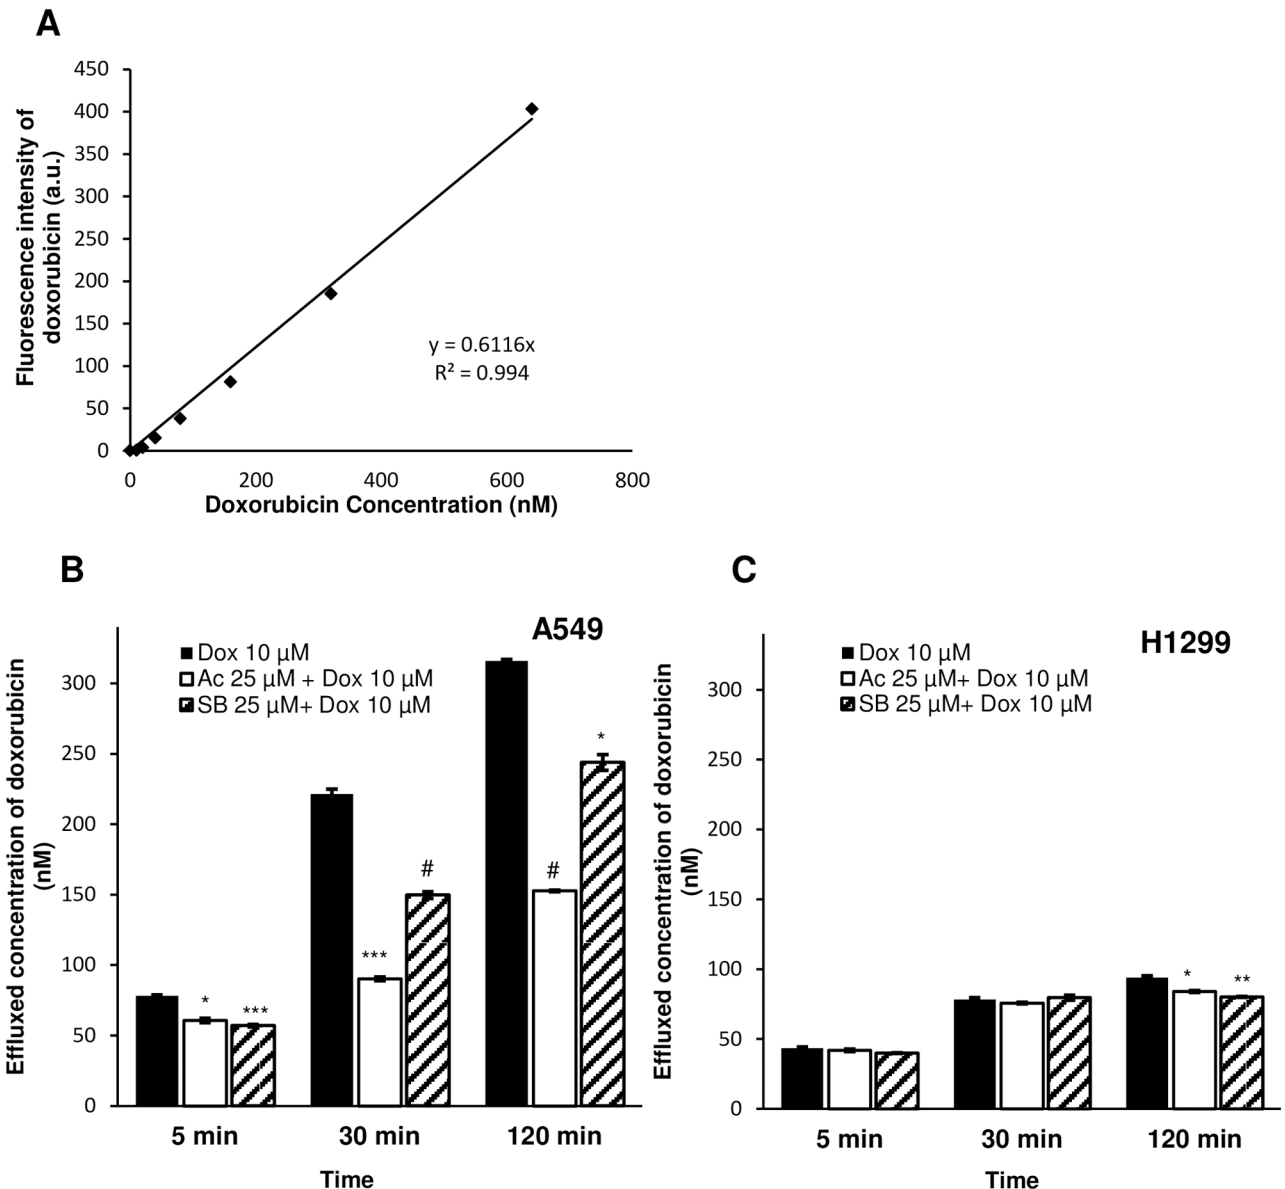 A
450
400
350
300
250
200
150
100
50
0
Fluorescence intensity of
doxorubicin (a.u.)
y = 0.6116x
R² = 0.994
0 200 400 600 800
Doxorubicin Concentration (nM)
B
A549
Dox 10 µM
Ac 25 µM + Dox 10 µM
SB 25 µM+ Dox 10 µM
300
250
200
150
100
50
0
Effluxed concentration of doxorubicin
(nM)
* ***
*** #
# *
5 min 30 min 120 min
Time
C
H1299
Dox 10 µM
Ac 25 µM+ Dox 10 µM
SB 25 µM+ Dox 10 µM
300
250
200
150
100
50
0
Effluxed concentration of doxorubicin
(nM)
* **
5 min 30 min 120 min
Time